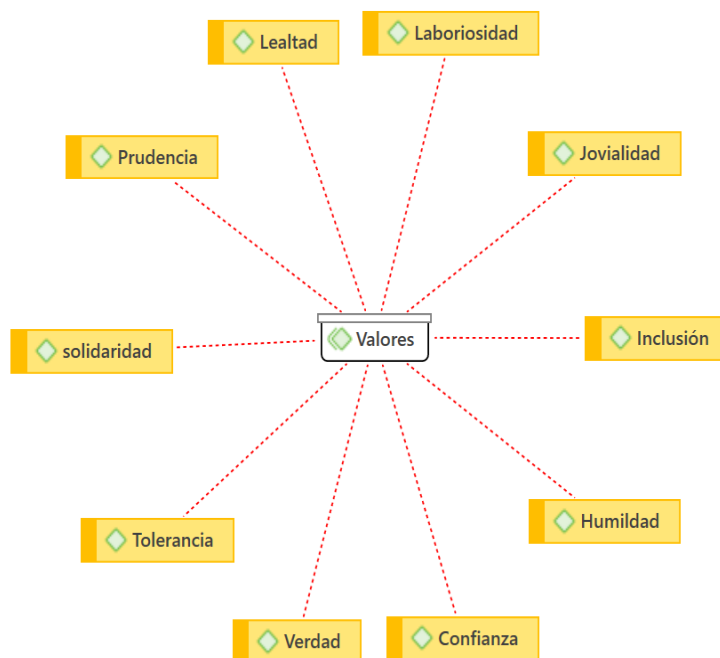 Laboriosidad
Lealtad
Jovialidad
Prudencia
Valores
Inclusión
solidaridad
Humildad
Tolerancia
Confianza
Verdad